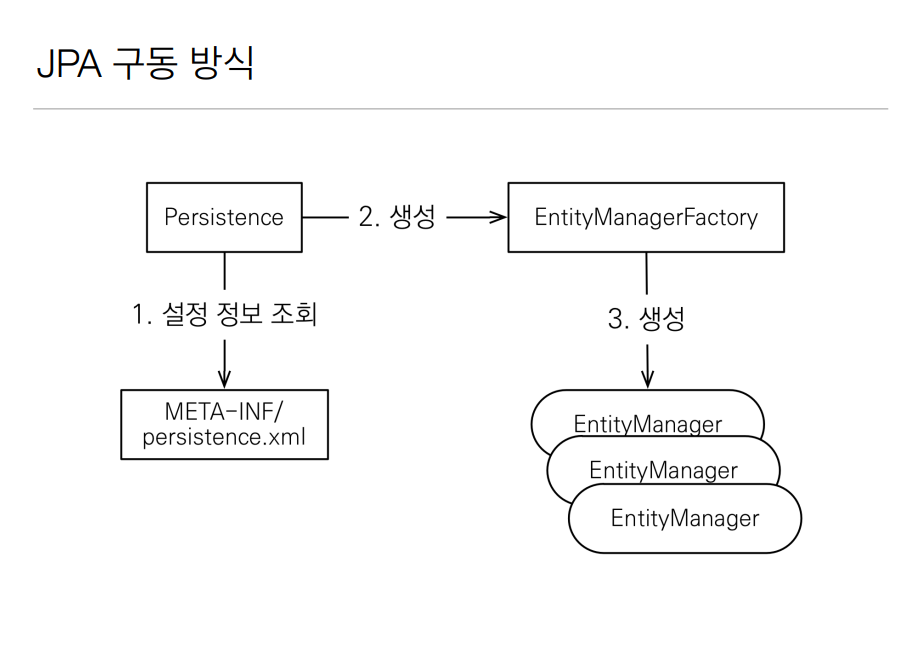 JPA 구동 방식
Persistence
2. 생성
EntityManagerFactory
1. 설정 정보 조회
3. 생성
META-INF/
persistence.xml
EntityManager
EntityManager
EntityManager